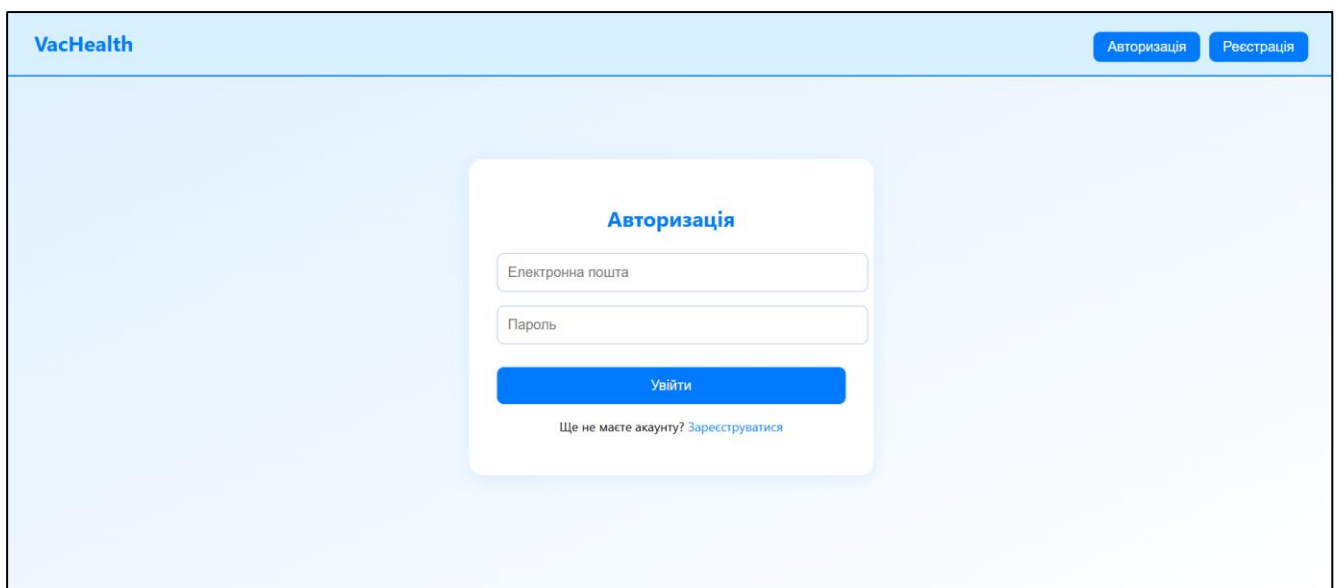 VacHealth
Авторизація Реєстрація
Авторизація
Електронна пошта
Пароль
Увійти
Ще не маєте акаунту? Зареєструватися